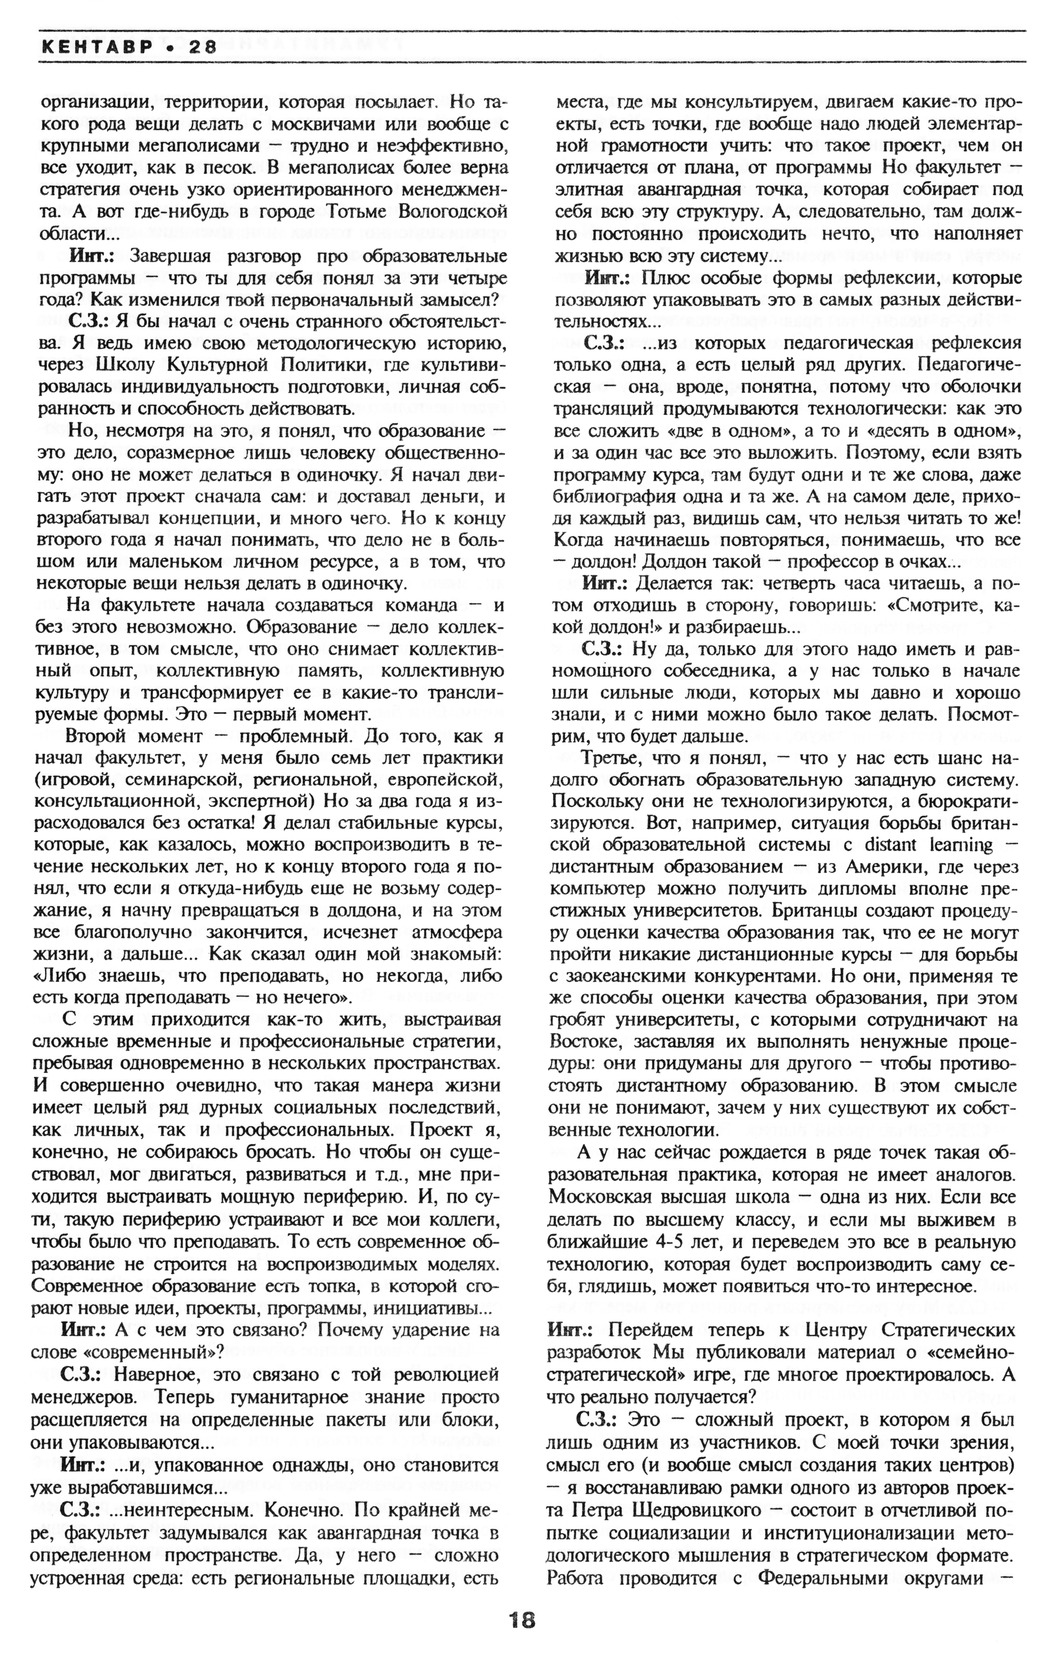 КЕНТАВР • 28
организации, территории, которая посылает. Но та-
кого рода вещи делать с москвичами или вообще с
крупными мегаполисами — трудно и неэффективно,
все уходит, как в песок. В мегаполисах более верна
стратегия очень узко ориентированного менеджмен-
та. А вот где-нибудь в городе Тотьме Вологодской
области...
Инт.: Завершая разговор про образовательные
программы — что ты для себя понял за эти четыре
года? Как изменился твой первоначальный замысел?
С.З.: Я бы начал с очень странного обстоятельст-
ва. Я ведь имею свою методологическую историю,
через Школу Культурной Политики, где культиви-
ровалась индивидуальность подготовки, личная соб-
ранность и способность действовать.
Но, несмотря на это, я понял, что образование —
это дело, соразмерное лишь человеку общественно-
му: оно не может делаться в одиночку. Я начал дви-
гать этот проект сначала сам: и доставал деньги, и
разрабатывал концепции, и много чего. Но к концу
второго года я начал понимать, что дело не в боль-
шом или маленьком личном ресурсе, а в том, что
некоторые вещи нельзя делать в одиночку.
На факультете начала создаваться команда — и
без этого невозможно. Образование — дело коллек-
тивное, в том смысле, что оно снимает коллектив-
ный опыт, коллективную память, коллективную
культуру и трансформирует ее в какие-то трансли-
руемые формы. Это — первый момент.
Второй момент — проблемный. До того, как я
начал факультет, у меня было семь лет практики
(игровой, семинарской, региональной, европейской,
консультационной, экспертной) Но за два года я из-
расходовался без остатка! Я делал стабильные курсы,
которые, как казалось, можно воспроизводить в те-
чение нескольких лет, но к концу второго года я по-
нял, что если я откуда-нибудь еще не возьму содер-
жание, я начну превращаться в долдона, и на этом
все благополучно закончится, исчезнет атмосфера
жизни, а дальше... Как сказал один мой знакомый:
«Либо знаешь, что преподавать, но некогда, либо
есть когда преподавать — но нечего».
С этим приходится как-то жить, выстраивая
сложные временные и профессиональные стратегии,
пребывая одновременно в нескольких пространствах.
И совершенно очевидно, что такая манера жизни
имеет целый ряд дурных социальных последствий,
как личных, так и профессиональных. Проект я,
конечно, не собираюсь бросать. Но чтобы он суще-
ствовал, мог двигаться, развиваться и т.д., мне при-
ходится выстраивать мощную периферию. И, по су-
ти, такую периферию устраивают и все мои коллеги,
чтобы было что преподавать. То есть современное об-
разование не строится на воспроизводимых моделях.
Современное образование есть топка, в которой сго-
рают новые идеи, проекты, программы, инициативы...
Инт.: А с чем это связано? Почему ударение на
слове «современный»?
С.З.: Наверное, это связано с той революцией
менеджеров. Теперь гуманитарное знание просто
расщепляется на определенные пакеты или блоки,
они упаковываются...
Инт.: ...и, упакованное однажды, оно становится
уже выработавшимся...
С.З.: ...неинтересным. Конечно. По крайней ме-
ре, факультет задумывался как авангардная точка в
определенном пространстве. Да, у него — сложно
устроенная среда: есть региональные площадки, есть
места, где мы консультируем, двигаем какие-то про-
екты, есть точки, где вообще надо людей элементар-
ной грамотности учить: что такое проект, чем он
отличается от плана, от программы Но факультет —
элитная авангардная точка, которая собирает под
себя всю эту структуру. А, следовательно, там долж-
но постоянно происходить нечто, что наполняет
жизнью всю эту систему...
Инт.: Плюс особые формы рефлексии, которые
позволяют упаковывать это в самых разных действи-
тельностях...
С.З.: ...из которых педагогическая рефлексия
только одна, а есть целый ряд других. Педагогиче-
ская — она, вроде, понятна, потому что оболочки
трансляций продумываются технологически: как это
все сложить «две в одном», а то и «десять в одном»,
и за один час все это выложить. Поэтому, если взять
программу курса, там будут одни и те же слова, даже
библиография одна и та же. А на самом деле, прихо-
дя каждый раз, видишь сам, что нельзя читать то же!
Когда начинаешь повторяться, понимаешь, что все
— долдон! Долдон такой — профессор в очках...
Инт.: Делается так: четверть часа читаешь, а по-
том отходишь в сторону, говоришь: «Смотрите, ка-
кой долдон!» и разбираешь...
С.З.: Ну да, только для этого надо иметь и рав-
номощного собеседника, а у нас только в начале
шли сильные люди, которых мы давно и хорошо
знали, и с ними можно было такое делать. Посмот-
рим, что будет дальше.
Третье, что я понял, — что у нас есть шанс на-
долго обогнать образовательную западную систему.
Поскольку они не технологизируются, а бюрократи-
зируются. Вот, например, ситуация борьбы британ-
ской образовательной системы с distant learning —
дистантным образованием — из Америки, где через
компьютер можно получить дипломы вполне пре-
стижных университетов. Британцы создают процеду-
ру оценки качества образования так, что ее не могут
пройти никакие дистанционные курсы — для борьбы
с заокеанскими конкурентами. Но они, применяя те
же способы оценки качества образования, при этом
гробят университеты, с которыми сотрудничают на
Востоке, заставляя их выполнять ненужные проце-
дуры: они придуманы для другого — чтобы противо-
стоять дистантному образованию. В этом смысле
они не понимают, зачем у них существуют их собст-
венные технологии.
А у нас сейчас рождается в ряде точек такая об-
разовательная практика, которая не имеет аналогов.
Московская высшая школа — одна из них. Если все
делать по высшему классу, и если мы выживем в
ближайшие 4-5 лет, и переведем это все в реальную
технологию, которая будет воспроизводить саму се-
бя, глядишь, может появиться что-то интересное.
Инт.: Перейдем теперь к Центру Стратегических
разработок Мы публиковали материал о «семейно-
стратегической» игре, где многое проектировалось. А
что реально получается?
С.З.: Это — сложный проект, в котором я был
лишь одним из участников. С моей точки зрения,
смысл его (и вообще смысл создания таких центров)
— я восстанавливаю рамки одного из авторов проек-
та Петра Щедровицкого — состоит в отчетливой по-
пытке социализации и институционализации мето-
дологического мышления в стратегическом формате.
Работа проводится с Федеральными округами —
18